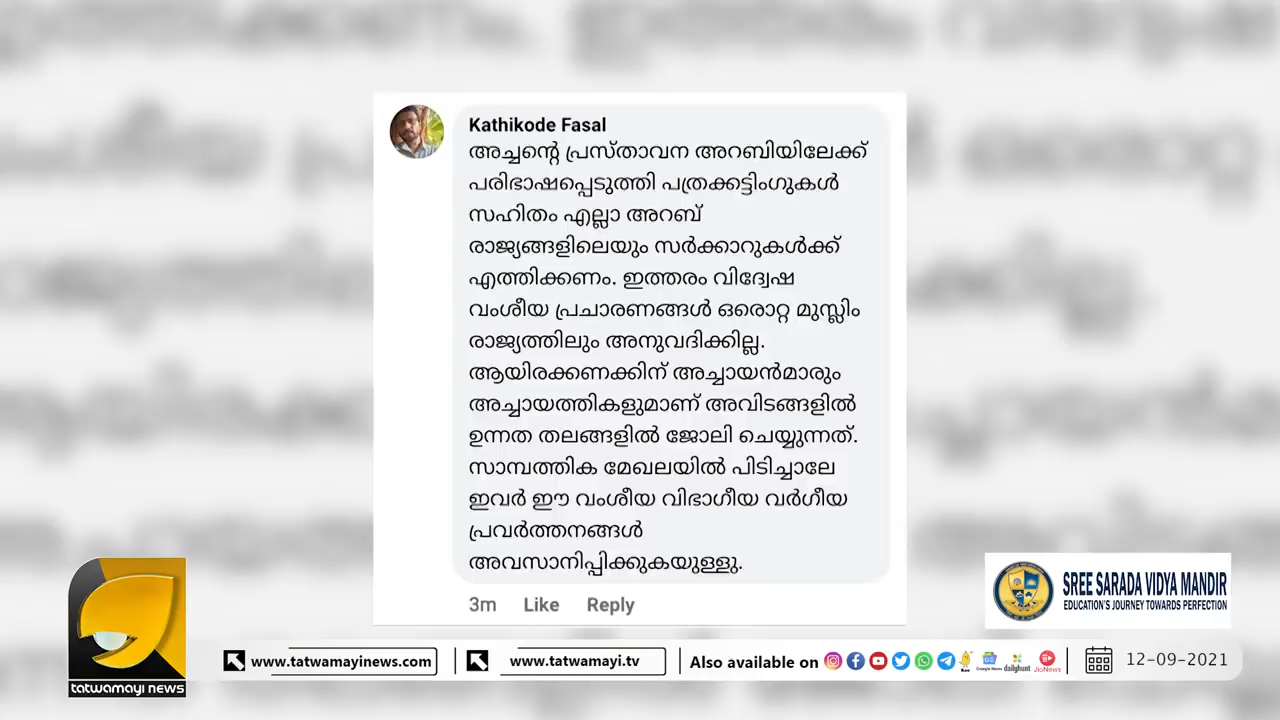 Kathikode Fasal
അച്ചന്റെ പ്രസ്താവന അറബിയിലേക്ക്
പരിഭാഷപ്പെടുത്തി പത്രക്കട്ടിംഗുകൾ
സഹിതം എല്ലാ അറബ്
രാജ്യങ്ങളിലെയും സർക്കാറുകൾക്ക്
എത്തിക്കണം. ഇത്തരം വിദ്വേഷ
വംശീയ പ്രചാരണങ്ങൾ ഒരൊറ്റ മുസ്ലിം
രാജ്യത്തിലും അനുവദിക്കില്ല.
ആയിരക്കണക്കിന് അച്ചായൻമാരും
അച്ചായത്തികളുമാണ് അവിടങ്ങളിൽ
ഉന്നത തലങ്ങളിൽ ജോലി ചെയ്യുന്നത്.
സാമ്പത്തിക മേഖലയിൽ പിടിച്ചാലേ
ഇവർ ഈ വംശീയ വിഭാഗീയ വർഗീയ
പ്രവർത്തനങ്ങൾ
അവസാനിപ്പിക്കുകയുള്ളു.
3m Like Reply
SREE SARADA VIDYA MANDIR
EDUCATION'S JOURNEY TOWARDS PERFECTION
tatwamayi news
www.tatwamayinews.com
www.tatwamayi.tv
Also available on
Google News
dailyhunt
JioNews
12-09-2021